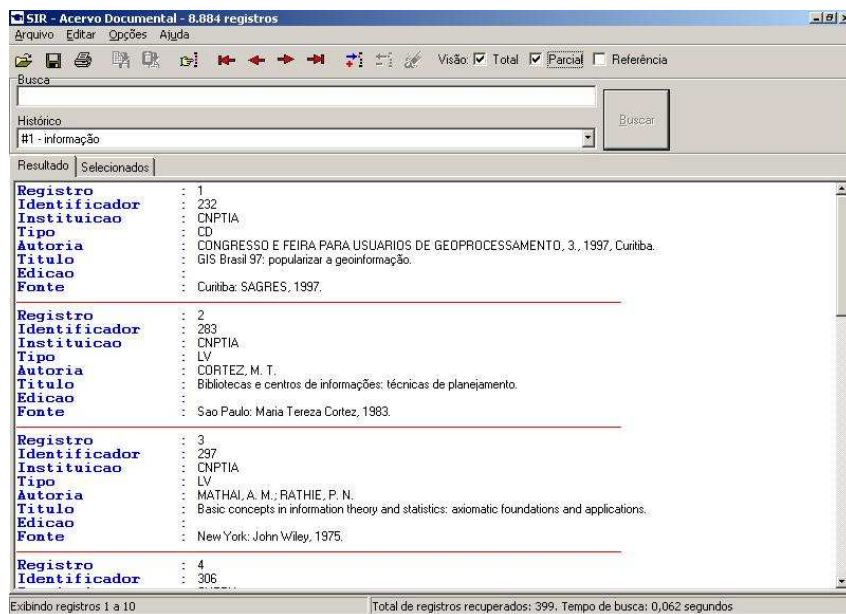 SIR - Acervo Documental - 8.884 registros
Arquivo Editar Opções Ajuda
Visão: Total Parcial Referência
Busca
Histórico
Buscar
#1 - informação
Resultado Selecionados
Registro : 1
Identificador : 232
Instituicao : CNPTIA
Tipo : CD
Autoria : CONGRESSO E FEIRA PARA USUARIOS DE GEOPROCESSAMENTO, 3., 1997, Curitiba.
Titulo : GIS Brasil 97: popularizar a geoinformação.
Edicao :
Fonte : Curitiba: SAGRES, 1997.
Registro : 2
Identificador : 283
Instituicao : CNPTIA
Tipo : LV
Autoria : CORTEZ, M. T.
Titulo : Bibliotecas e centros de informações: técnicas de planejamento.
Edicao :
Fonte : Sao Paulo: Maria Tereza Cortez, 1983.
Registro : 3
Identificador : 297
Instituicao : CNPTIA
Tipo : LV
Autoria : MATHAI, A. M.; RATHIE, P. N.
Titulo : Basic concepts in information theory and statistics: axiomatic foundations and applications.
Edicao :
Fonte : New York: John Wiley, 1975.
Registro : 4
Identificador : 306
Exibindo registros 1 a 10 Total de registros recuperados: 399. Tempo de busca: 0,062 segundos